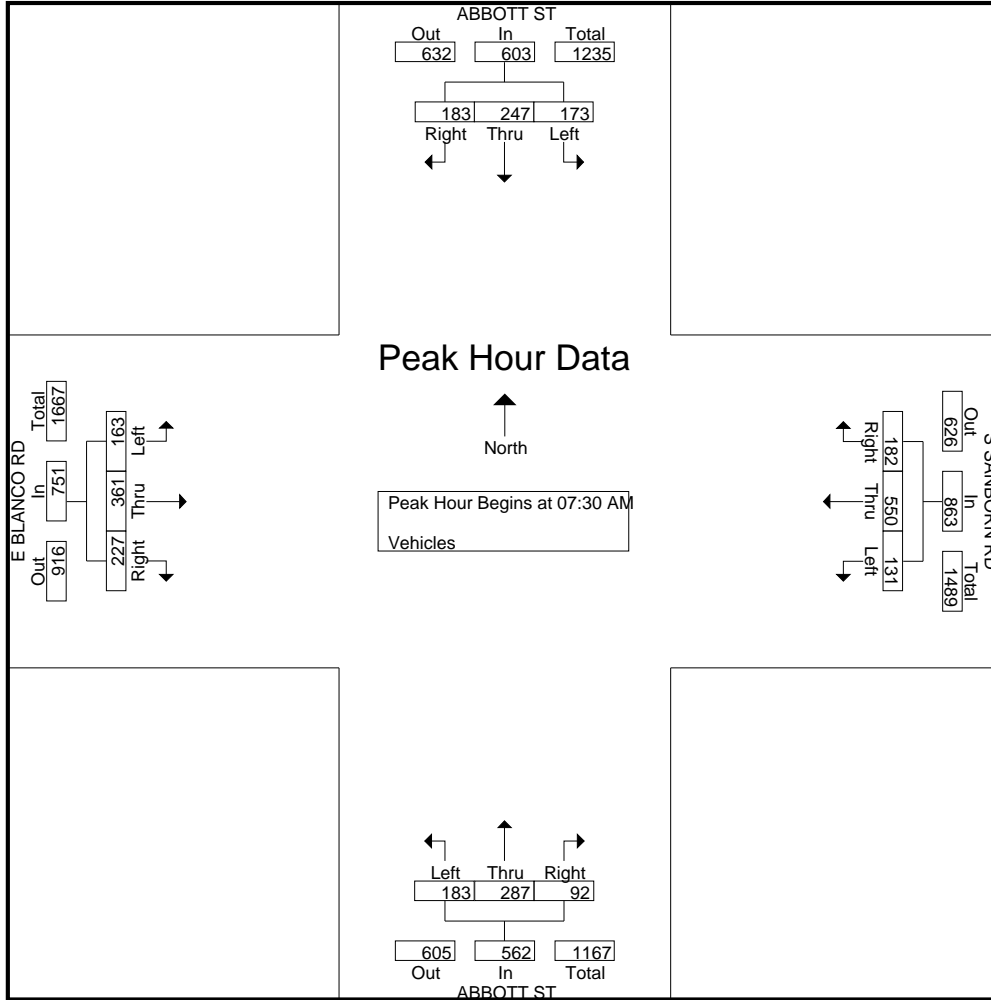 ABBOTT ST
Out In Total
632 603 1235
183 247 173
Right Thru Left
Peak Hour Data
North
Peak Hour Begins at 07:30 AM
Vehicles
E BLANCO RD
Out In Total
916 751 1667
227 361 163
Right Thru Left
S SANBORN RD
Out In Total
626 863 1489
182 550 131
Right Thru Left
Left Thru Right
183 287 92
605 562 1167
Out In Total
ABBOTT ST